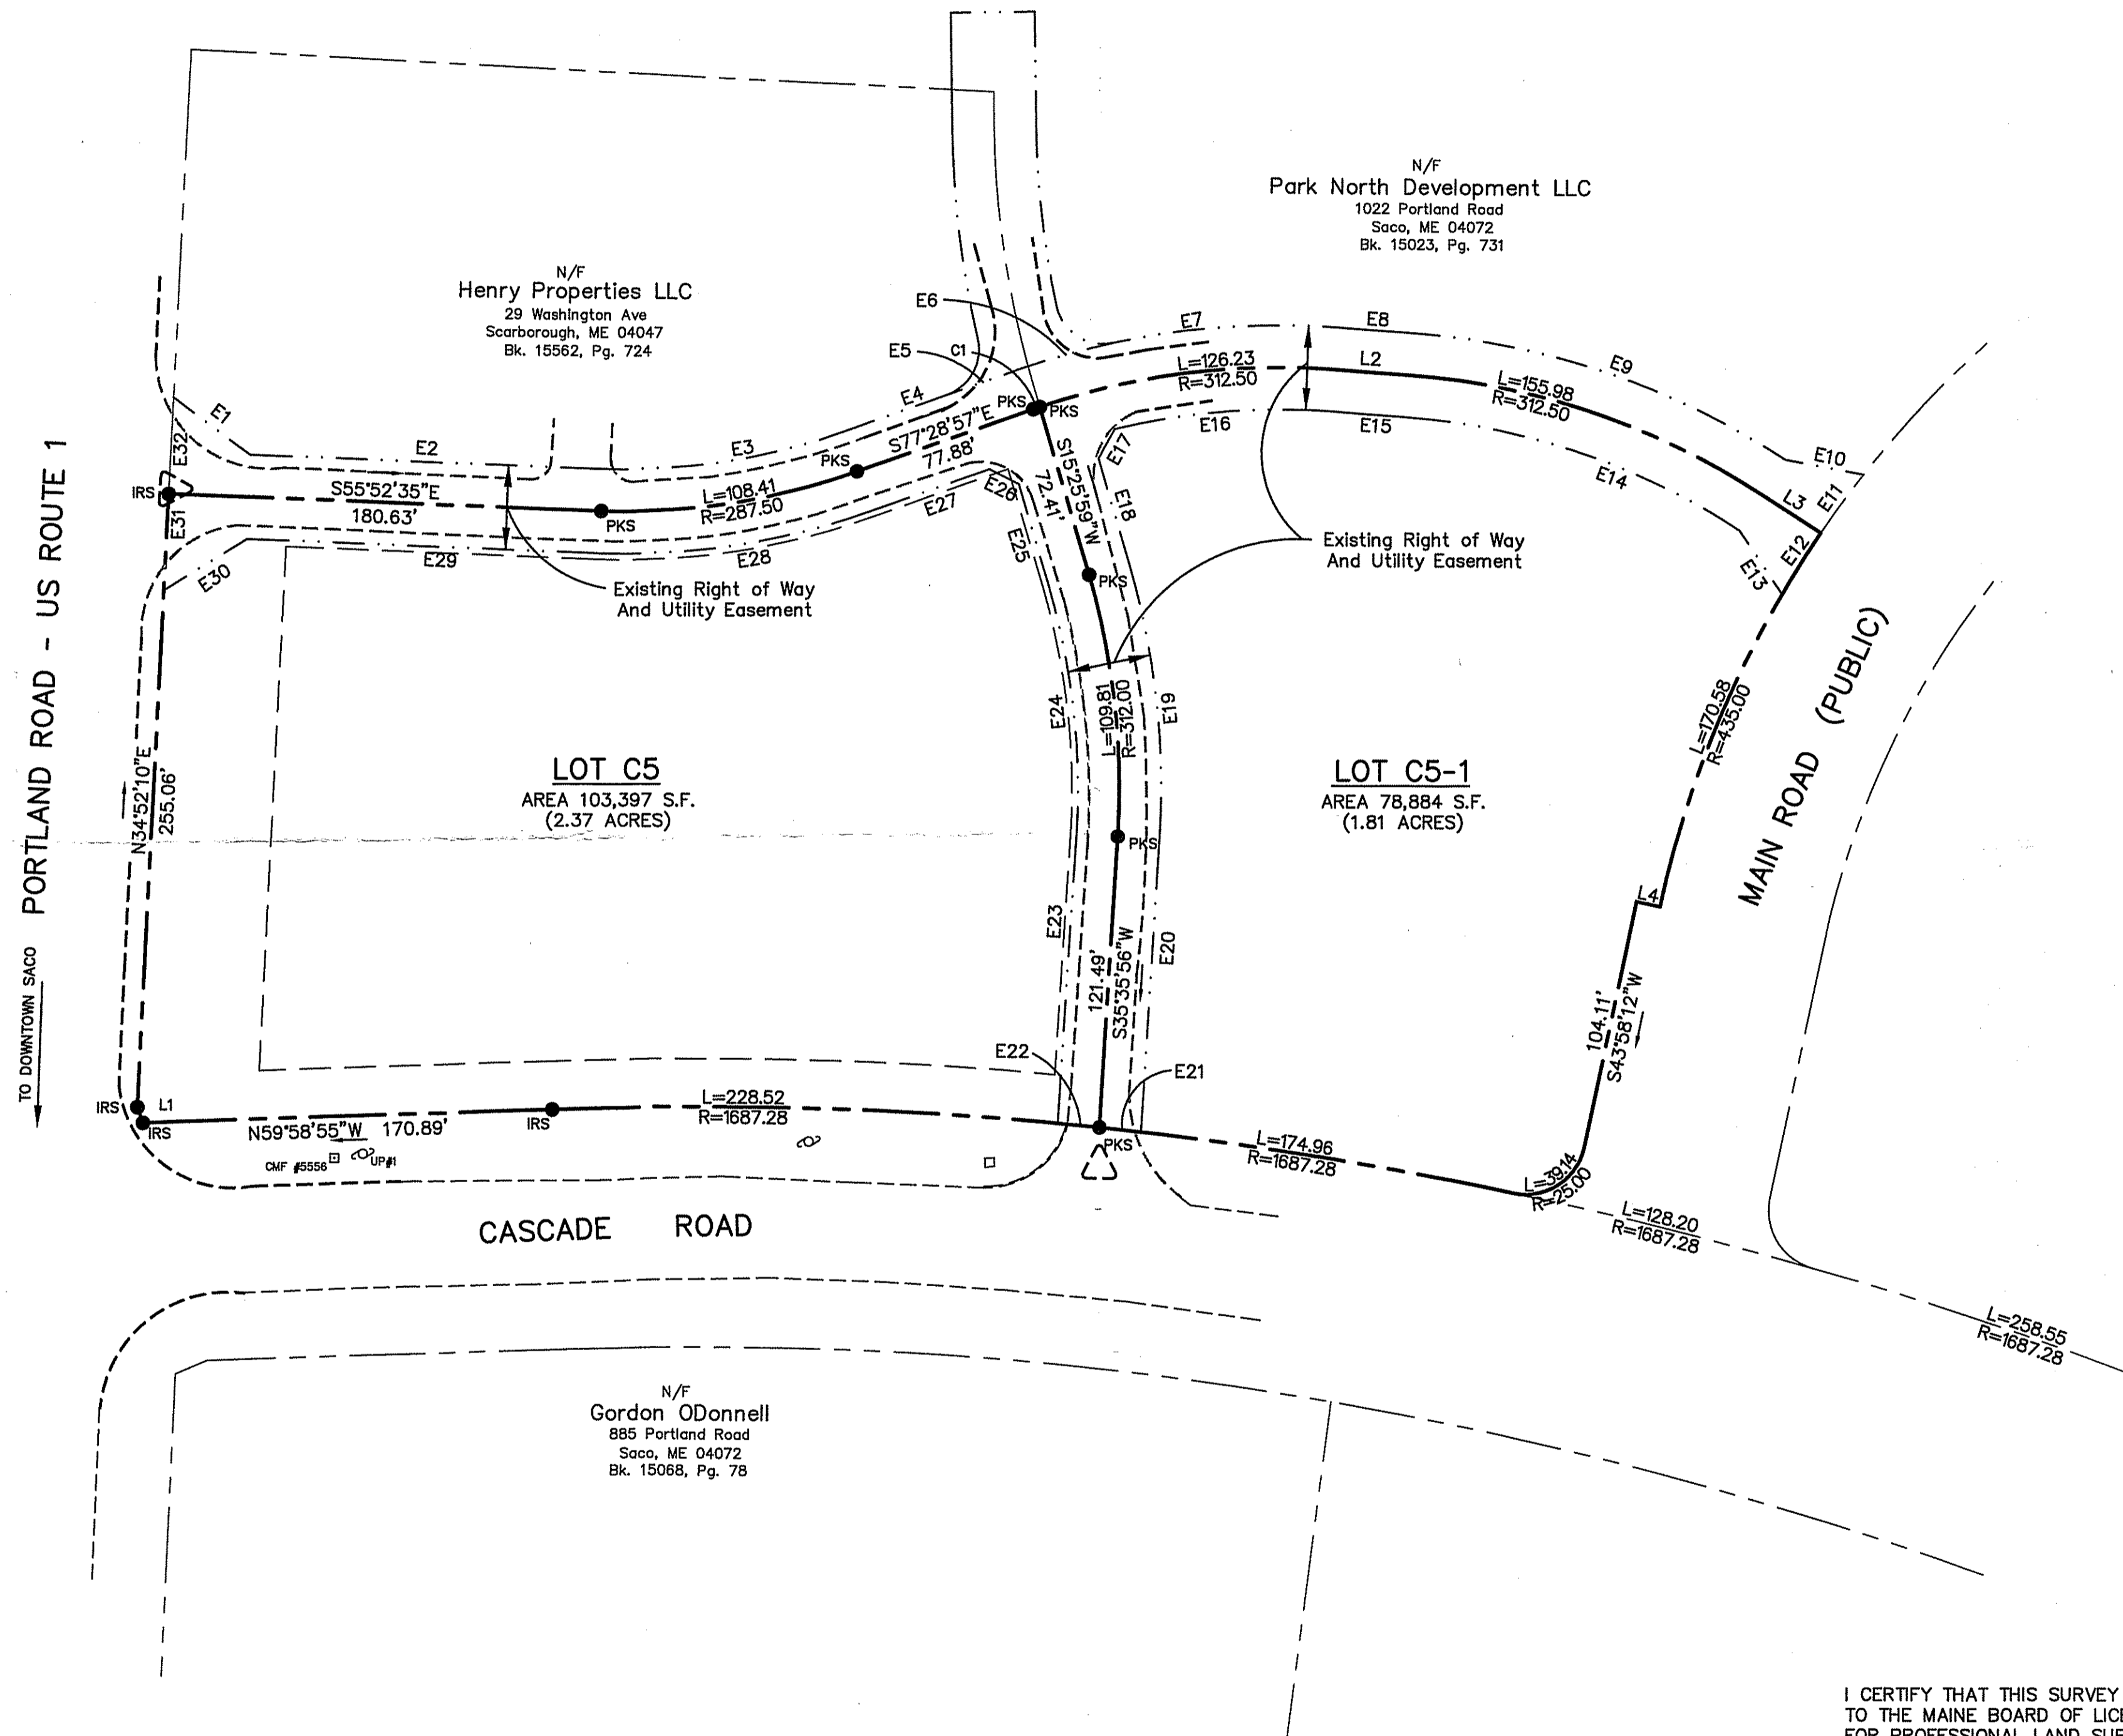 N/F
Park North Development LLC
1022 Portland Road
Saco, ME 04072
Bk. 15023, Pg. 731
N/F
Henry Properties LLC
29 Washington Ave
Scarborough, ME 04047
Bk. 15562, Pg. 724
E6
E5
C1
E7
E8
E9
E10
E11
E12
E13
E14
E15
E16
E17
E18
E19
E20
E21
E22
E23
E24
E25
E26
E27
E28
E29
E30
E31
E32
E1
E2
E3
E4
L=126.23
R=312.50
L2
L=155.98
R=312.50
L3
PKS
PKS
S77°28'57"E
77.88'
PKS
L=108.41
R=287.50
PKS
S55°52'35"E
180.63'
IRS
S15°25'59"W
72.41'
PKS
Existing Right of Way
And Utility Easement
Existing Right of Way
And Utility Easement
PORTLAND ROAD - US ROUTE 1
TO DOWNTOWN SACO
N34°52'10"E
255.06'
LOT C5
AREA 103,397 S.F.
(2.37 ACRES)
L=109.81
R=312.00
PKS
LOT C5-1
AREA 78,884 S.F.
(1.81 ACRES)
L=170.58
R=435.00
MAIN ROAD (PUBLIC)
L4
104.11'
S43°58'12"W
121.49'
S35°35'56"W
IRS
L1
IRS
N59°58'55"W 170.89'
IRS
L=228.52
R=1687.28
PKS
L=174.96
R=1687.28
L=39.14
R=25.00
L=128.20
R=1687.28
L=258.55
R=1687.28
CMF #5556
UP#1
CASCADE ROAD
N/F
Gordon ODonnell
885 Portland Road
Saco, ME 04072
Bk. 15068, Pg. 78
I CERTIFY THAT THIS SURVEY
TO THE MAINE BOARD OF LIC
FOR PROFESSIONAL LAND SUR